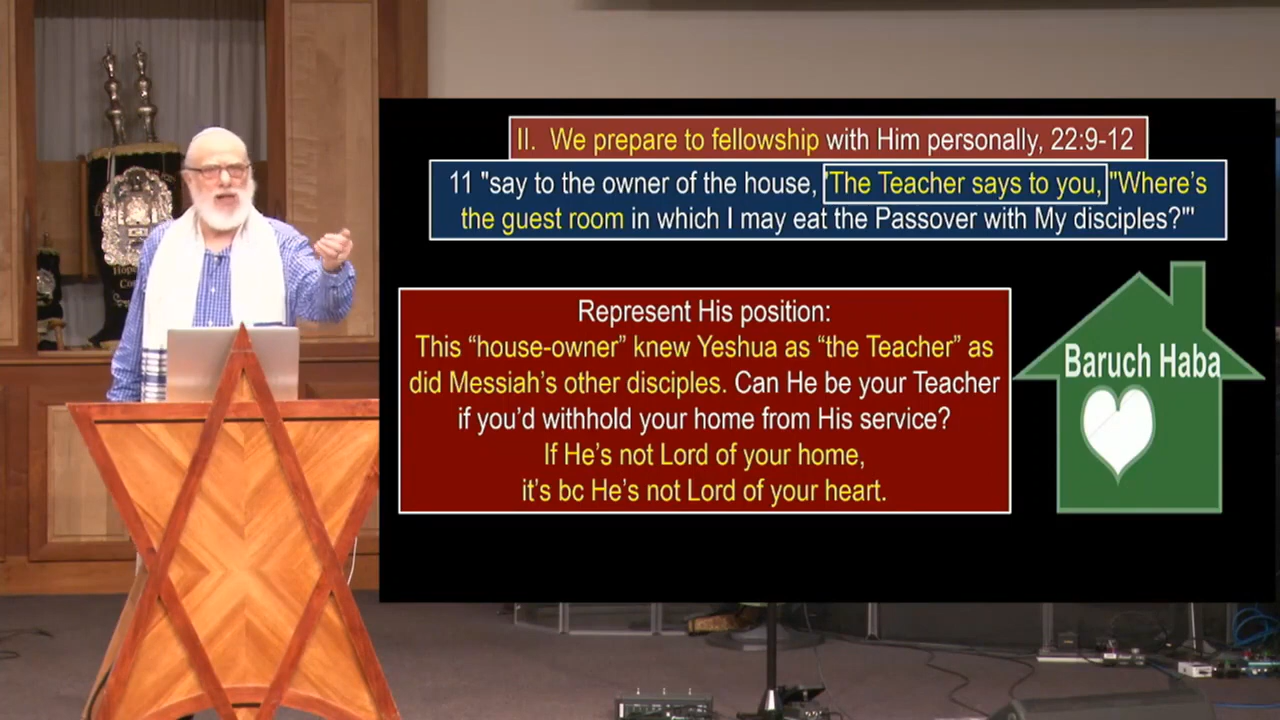 II. We prepare to fellowship with Him personally, 22:9-12
11 "say to the owner of the house, 'The Teacher says to you, "Where's
the guest room in which I may eat the Passover with My disciples?"'
Represent His position:
This “house-owner” knew Yeshua as “the Teacher” as
did Messiah’s other disciples. Can He be your Teacher
if you’d withhold your home from His service?
If He’s not Lord of your home,
it’s bc He’s not Lord of your heart.
Baruch Haba
Hope